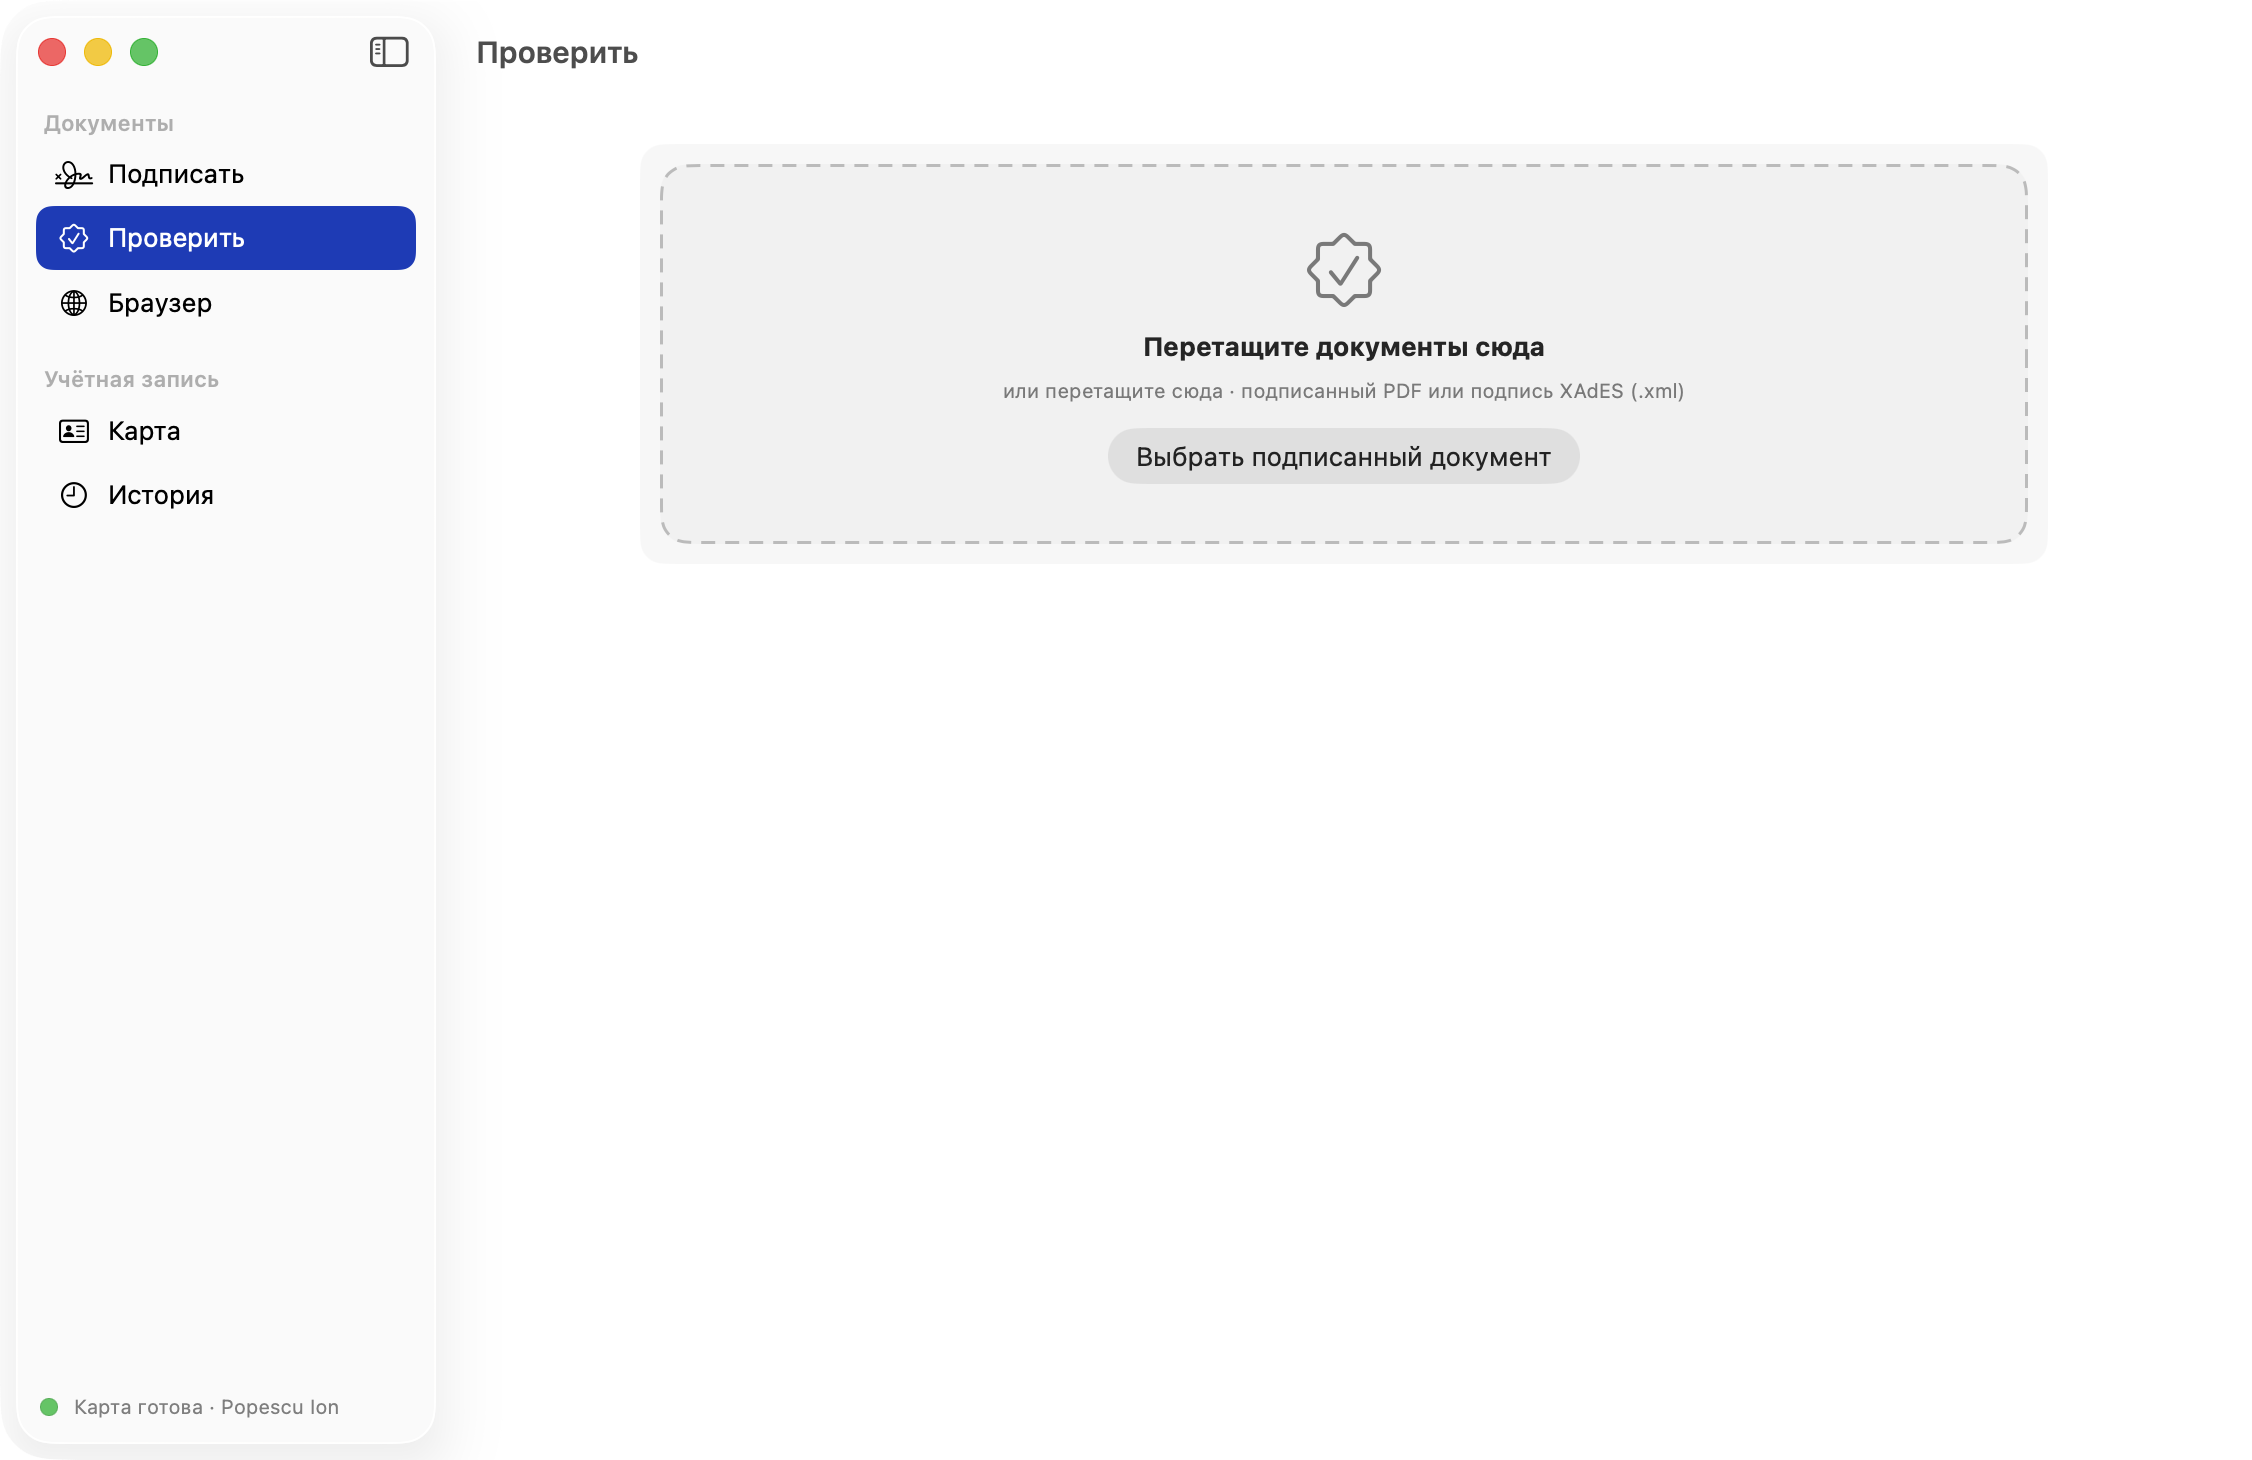 Проверить
Документы
Подписать
Проверить
Браузер
Учётная запись
Карта
История
Перетащите документы сюда
или перетащите сюда · подписанный PDF или подпись XAdES (.xml)
Выбрать подписанный документ
Карта готова · Popescu Ion